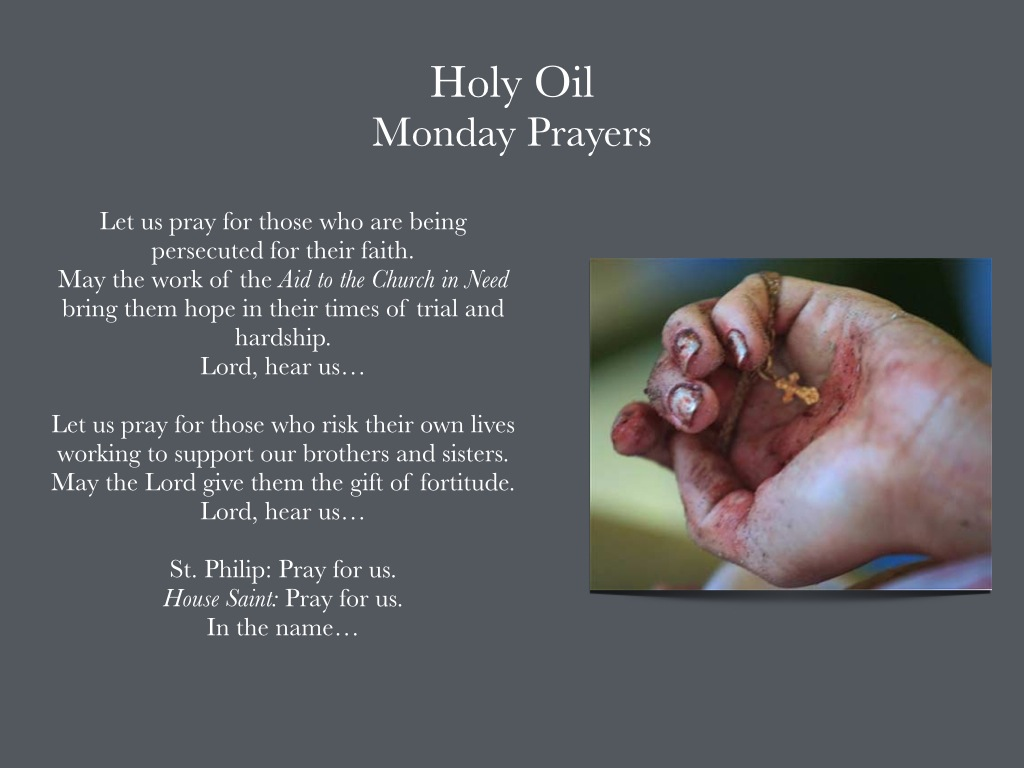 Holy Oil
Monday Prayers
Let us pray for those who are being
persecuted for their faith.
May the work of the Aid to the Church in Need
bring them hope in their times of trial and
hardship.
Lord, hear us…
Let us pray for those who risk their own lives
working to support our brothers and sisters.
May the Lord give them the gift of fortitude.
Lord, hear us…
St. Philip: Pray for us.
House Saint: Pray for us.
In the name…